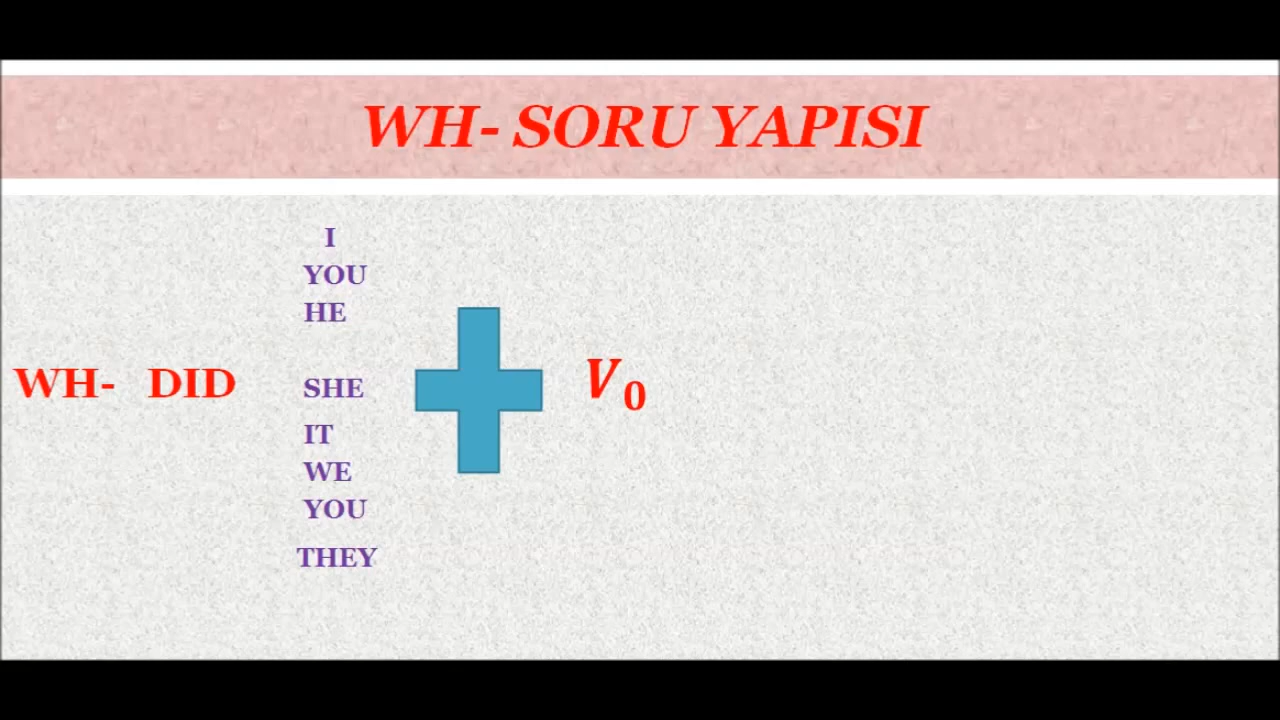 WH- SORU YAPISI
I
YOU
HE
WH- DID SHE V₀
IT
WE
YOU
THEY